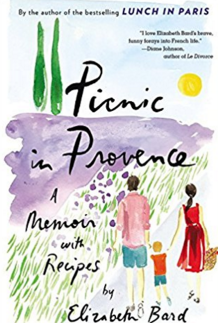 By the author of the bestselling LUNCH IN PARIS
"I love Elizabeth Bard's brave,
funny forays into French life."
—Diane Johnson,
author of Le Divorce
Picnic
in Provence
A
Memoir
with
Recipes
by
Elizabeth Bard